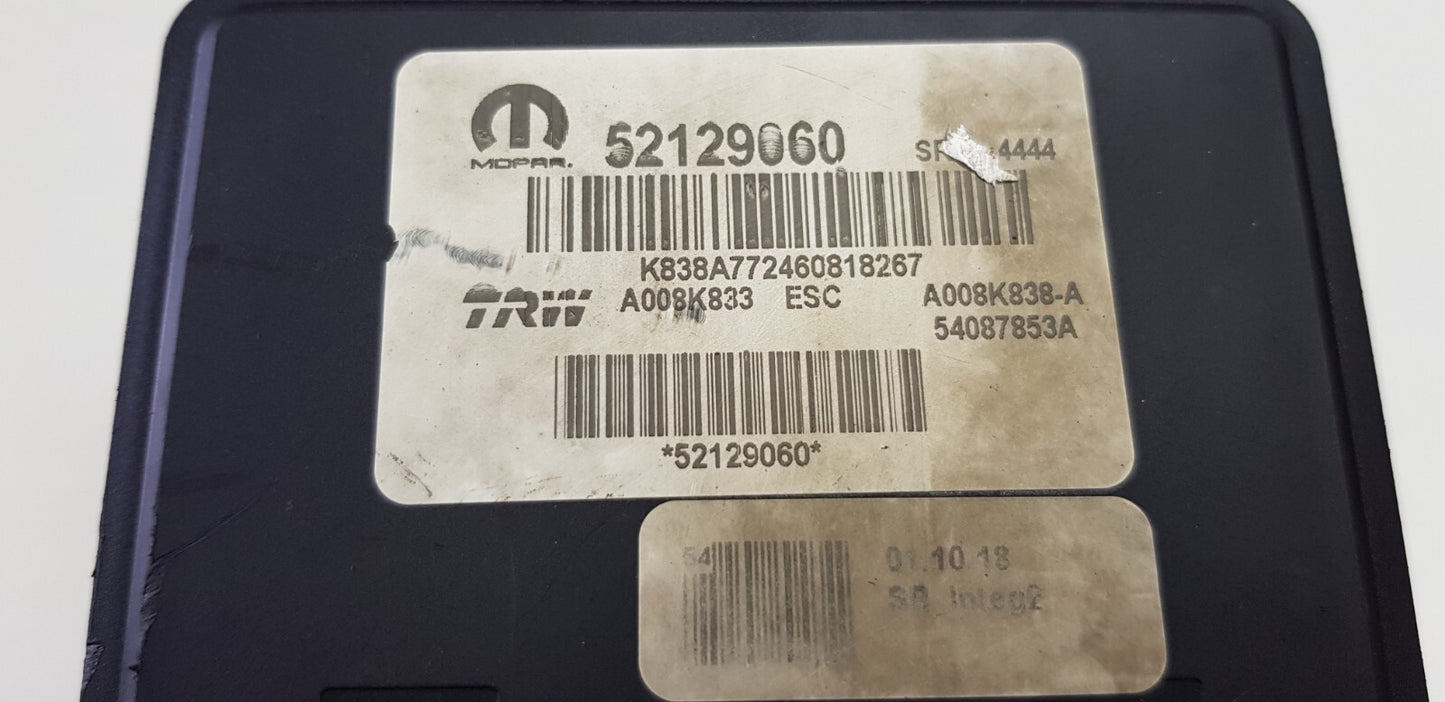 MOPAR. 52129060 4444
K838A772460818267
TRW A008K833 ESC A008K838-A
54087853A
*52129060*
54 01.10.18
SB_Integ2